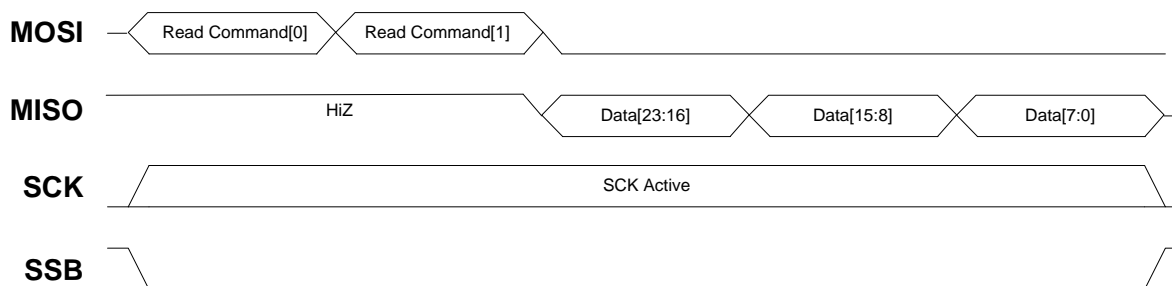 MOSI Read Command[0] Read Command[1]
MISO HiZ Data[23:16] Data[15:8] Data[7:0]
SCK SCK Active
SSB